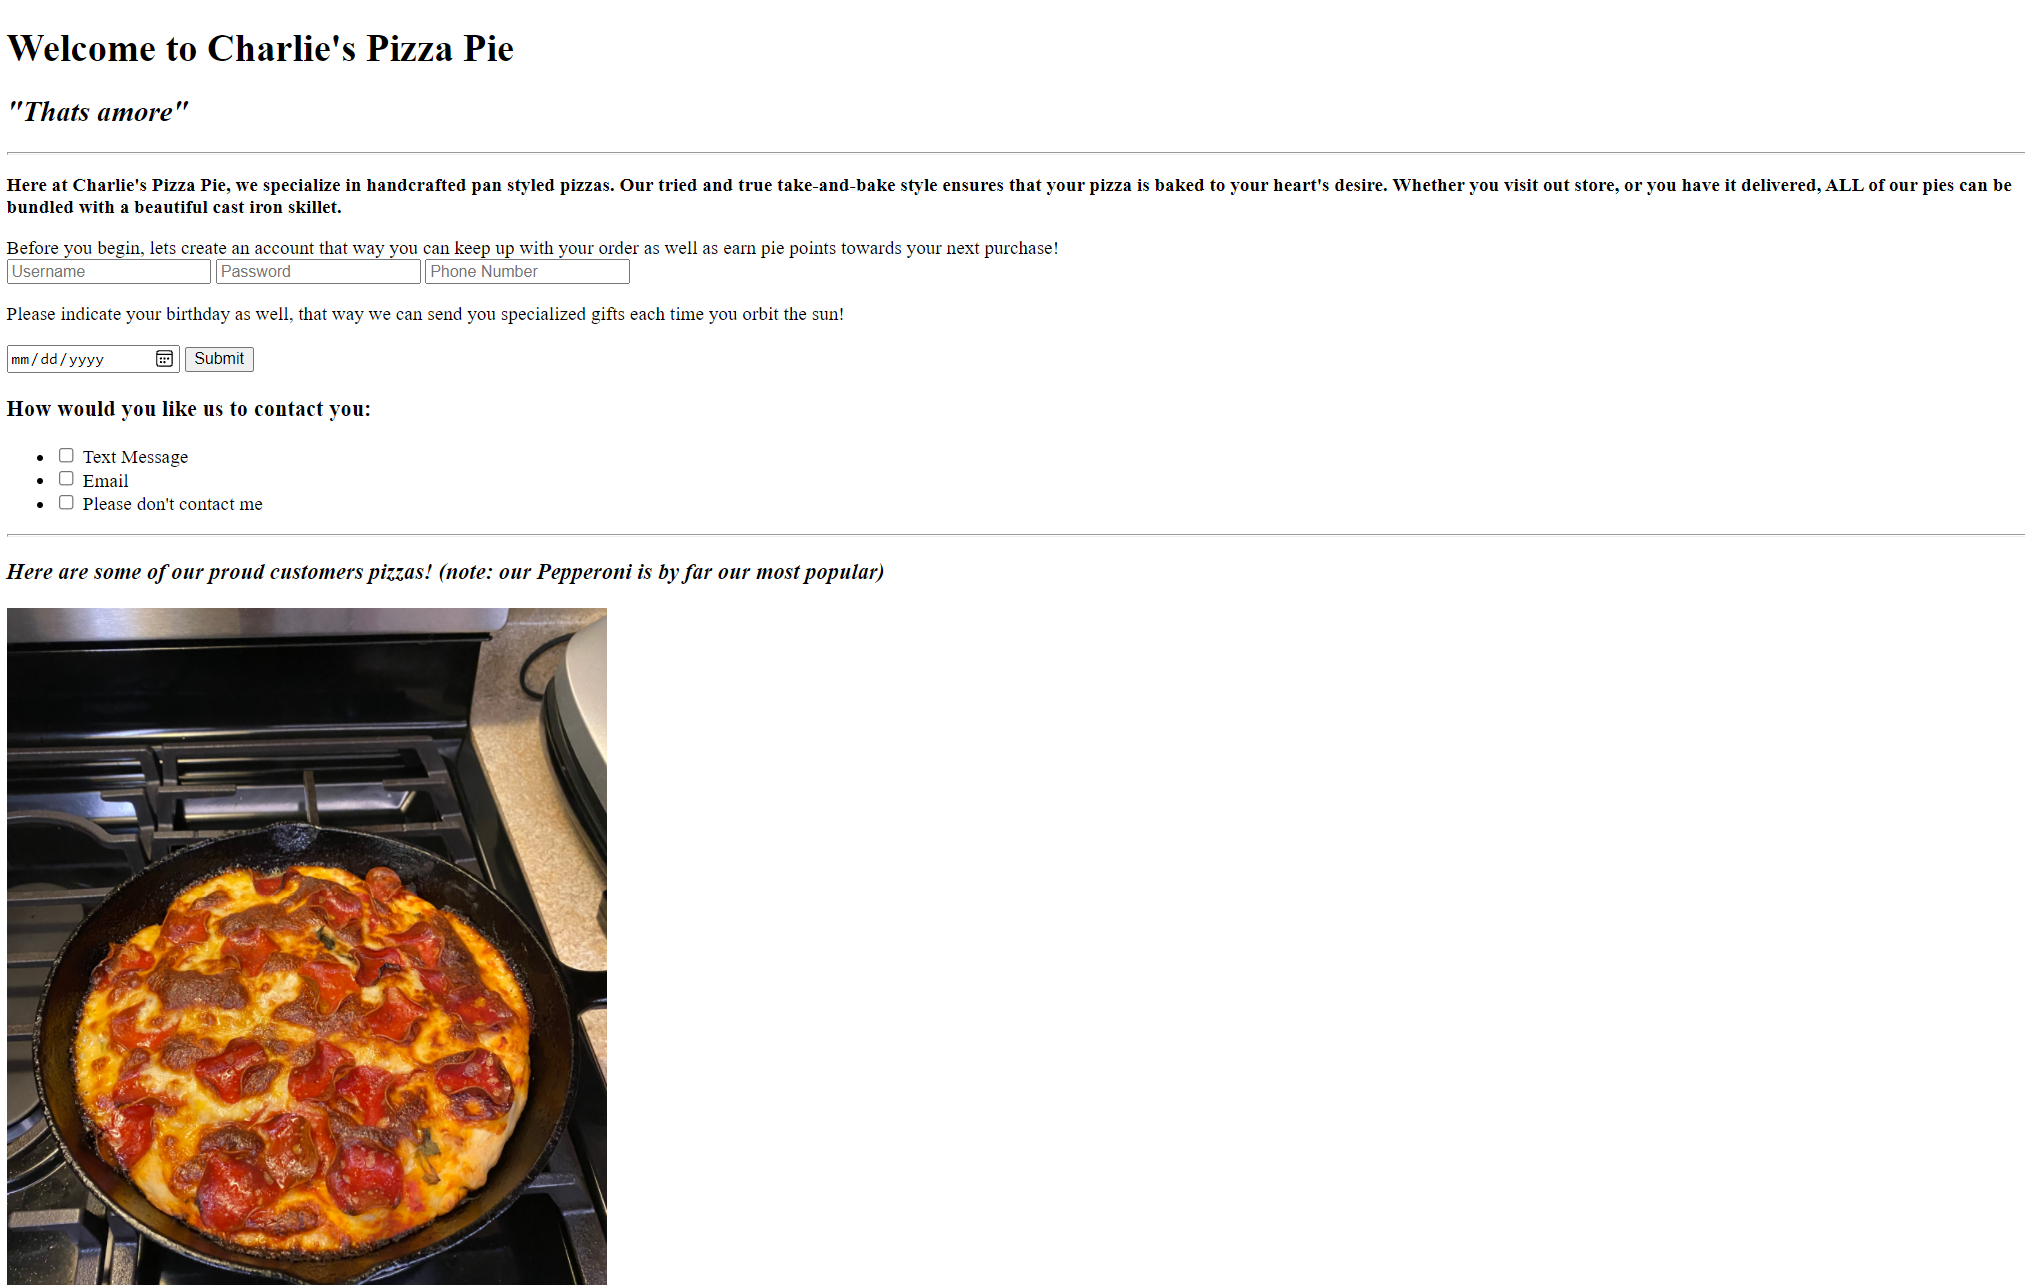 Welcome to Charlie's Pizza Pie
"Thats amore"
Here at Charlie's Pizza Pie, we specialize in handcrafted pan styled pizzas. Our tried and true take-and-bake style ensures that your pizza is baked to your heart's desire. Whether you visit out store, or you have it delivered, ALL of our pies can be
bundled with a beautiful cast iron skillet.
Before you begin, lets create an account that way you can keep up with your order as well as earn pie points towards your next purchase!
Username Password Phone Number
Please indicate your birthday as well, that way we can send you specialized gifts each time you orbit the sun!
mm/dd/yyyy Submit
How would you like us to contact you:
Text Message
Email
Please don't contact me
Here are some of our proud customers pizzas! (note: our Pepperoni is by far our most popular)